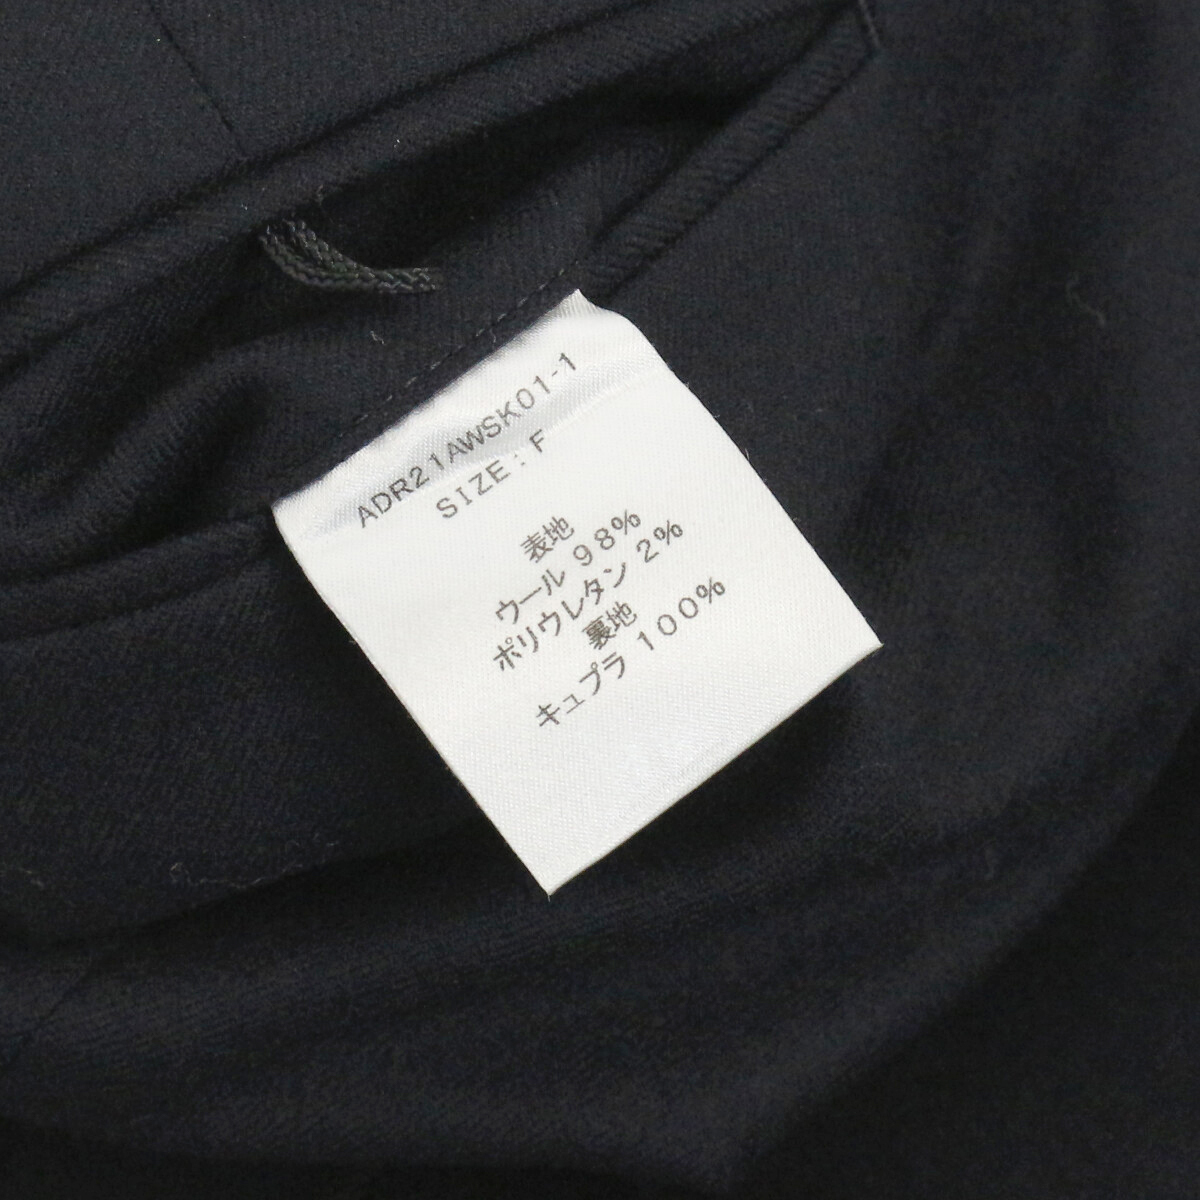 ADR21AWSK01-1
SIZE : F
表地
ウール 98%
ポリウレタン 2%
裏地
キュプラ 100%